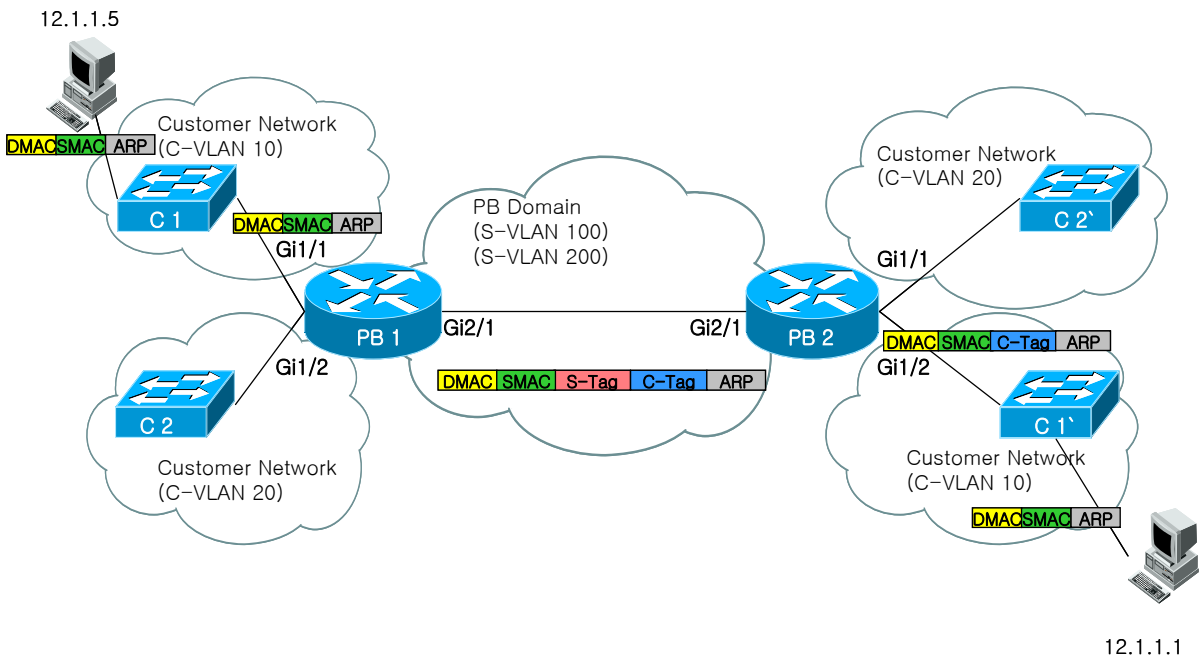 12.1.1.5
Customer Network
(C-VLAN 10)
DMAC SMAC ARP
C 1
DMAC SMAC ARP
Gi1/1
PB Domain
(S-VLAN 100)
(S-VLAN 200)
Customer Network
(C-VLAN 20)
C 2`
Gi1/1
PB 1
Gi2/1
Gi2/1
PB 2
DMAC SMAC C-Tag ARP
Gi1/2
Gi1/2
DMAC SMAC S-Tag C-Tag ARP
C 2
C 1`
Customer Network
(C-VLAN 20)
Customer Network
(C-VLAN 10)
DMAC SMAC ARP
12.1.1.1